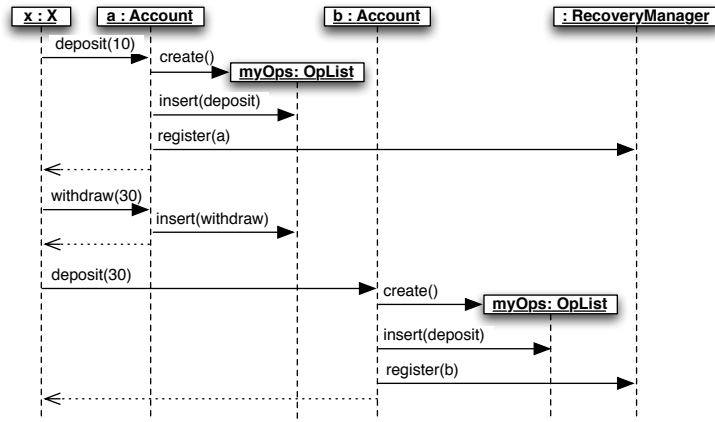 x : X
a : Account
b : Account
: RecoveryManager
deposit(10)
create()
myOps: OpList
insert(deposit)
register(a)
withdraw(30)
insert(withdraw)
deposit(30)
create()
myOps: OpList
insert(deposit)
register(b)